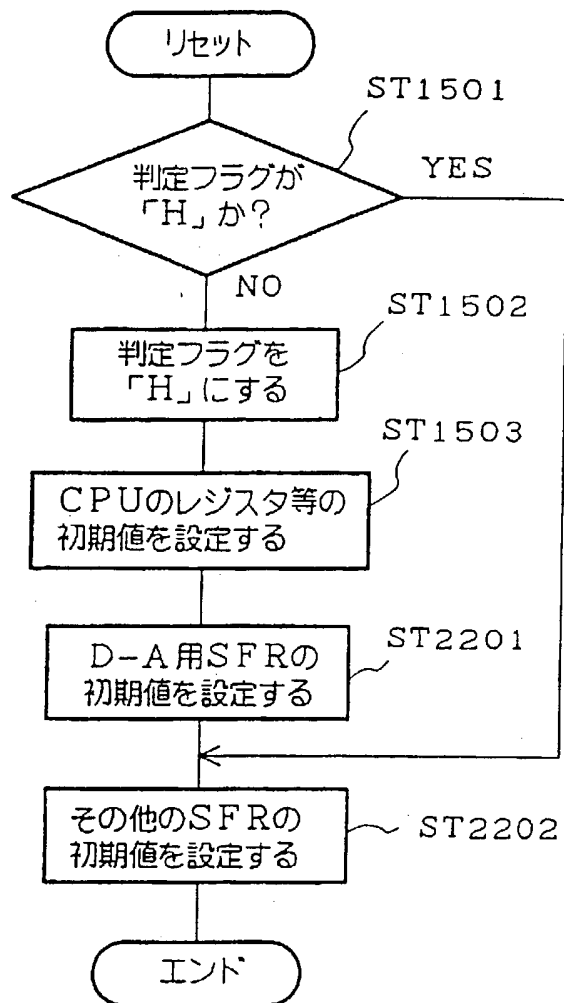 リセット
ST1501
判定フラグが
「H」か?
YES
NO
ST1502
判定フラグを
「H」にする
ST1503
CPUのレジスタ等の
初期値を設定する
ST2201
D-A用SFRの
初期値を設定する
その他のSFRの
初期値を設定する
ST2202
エンド